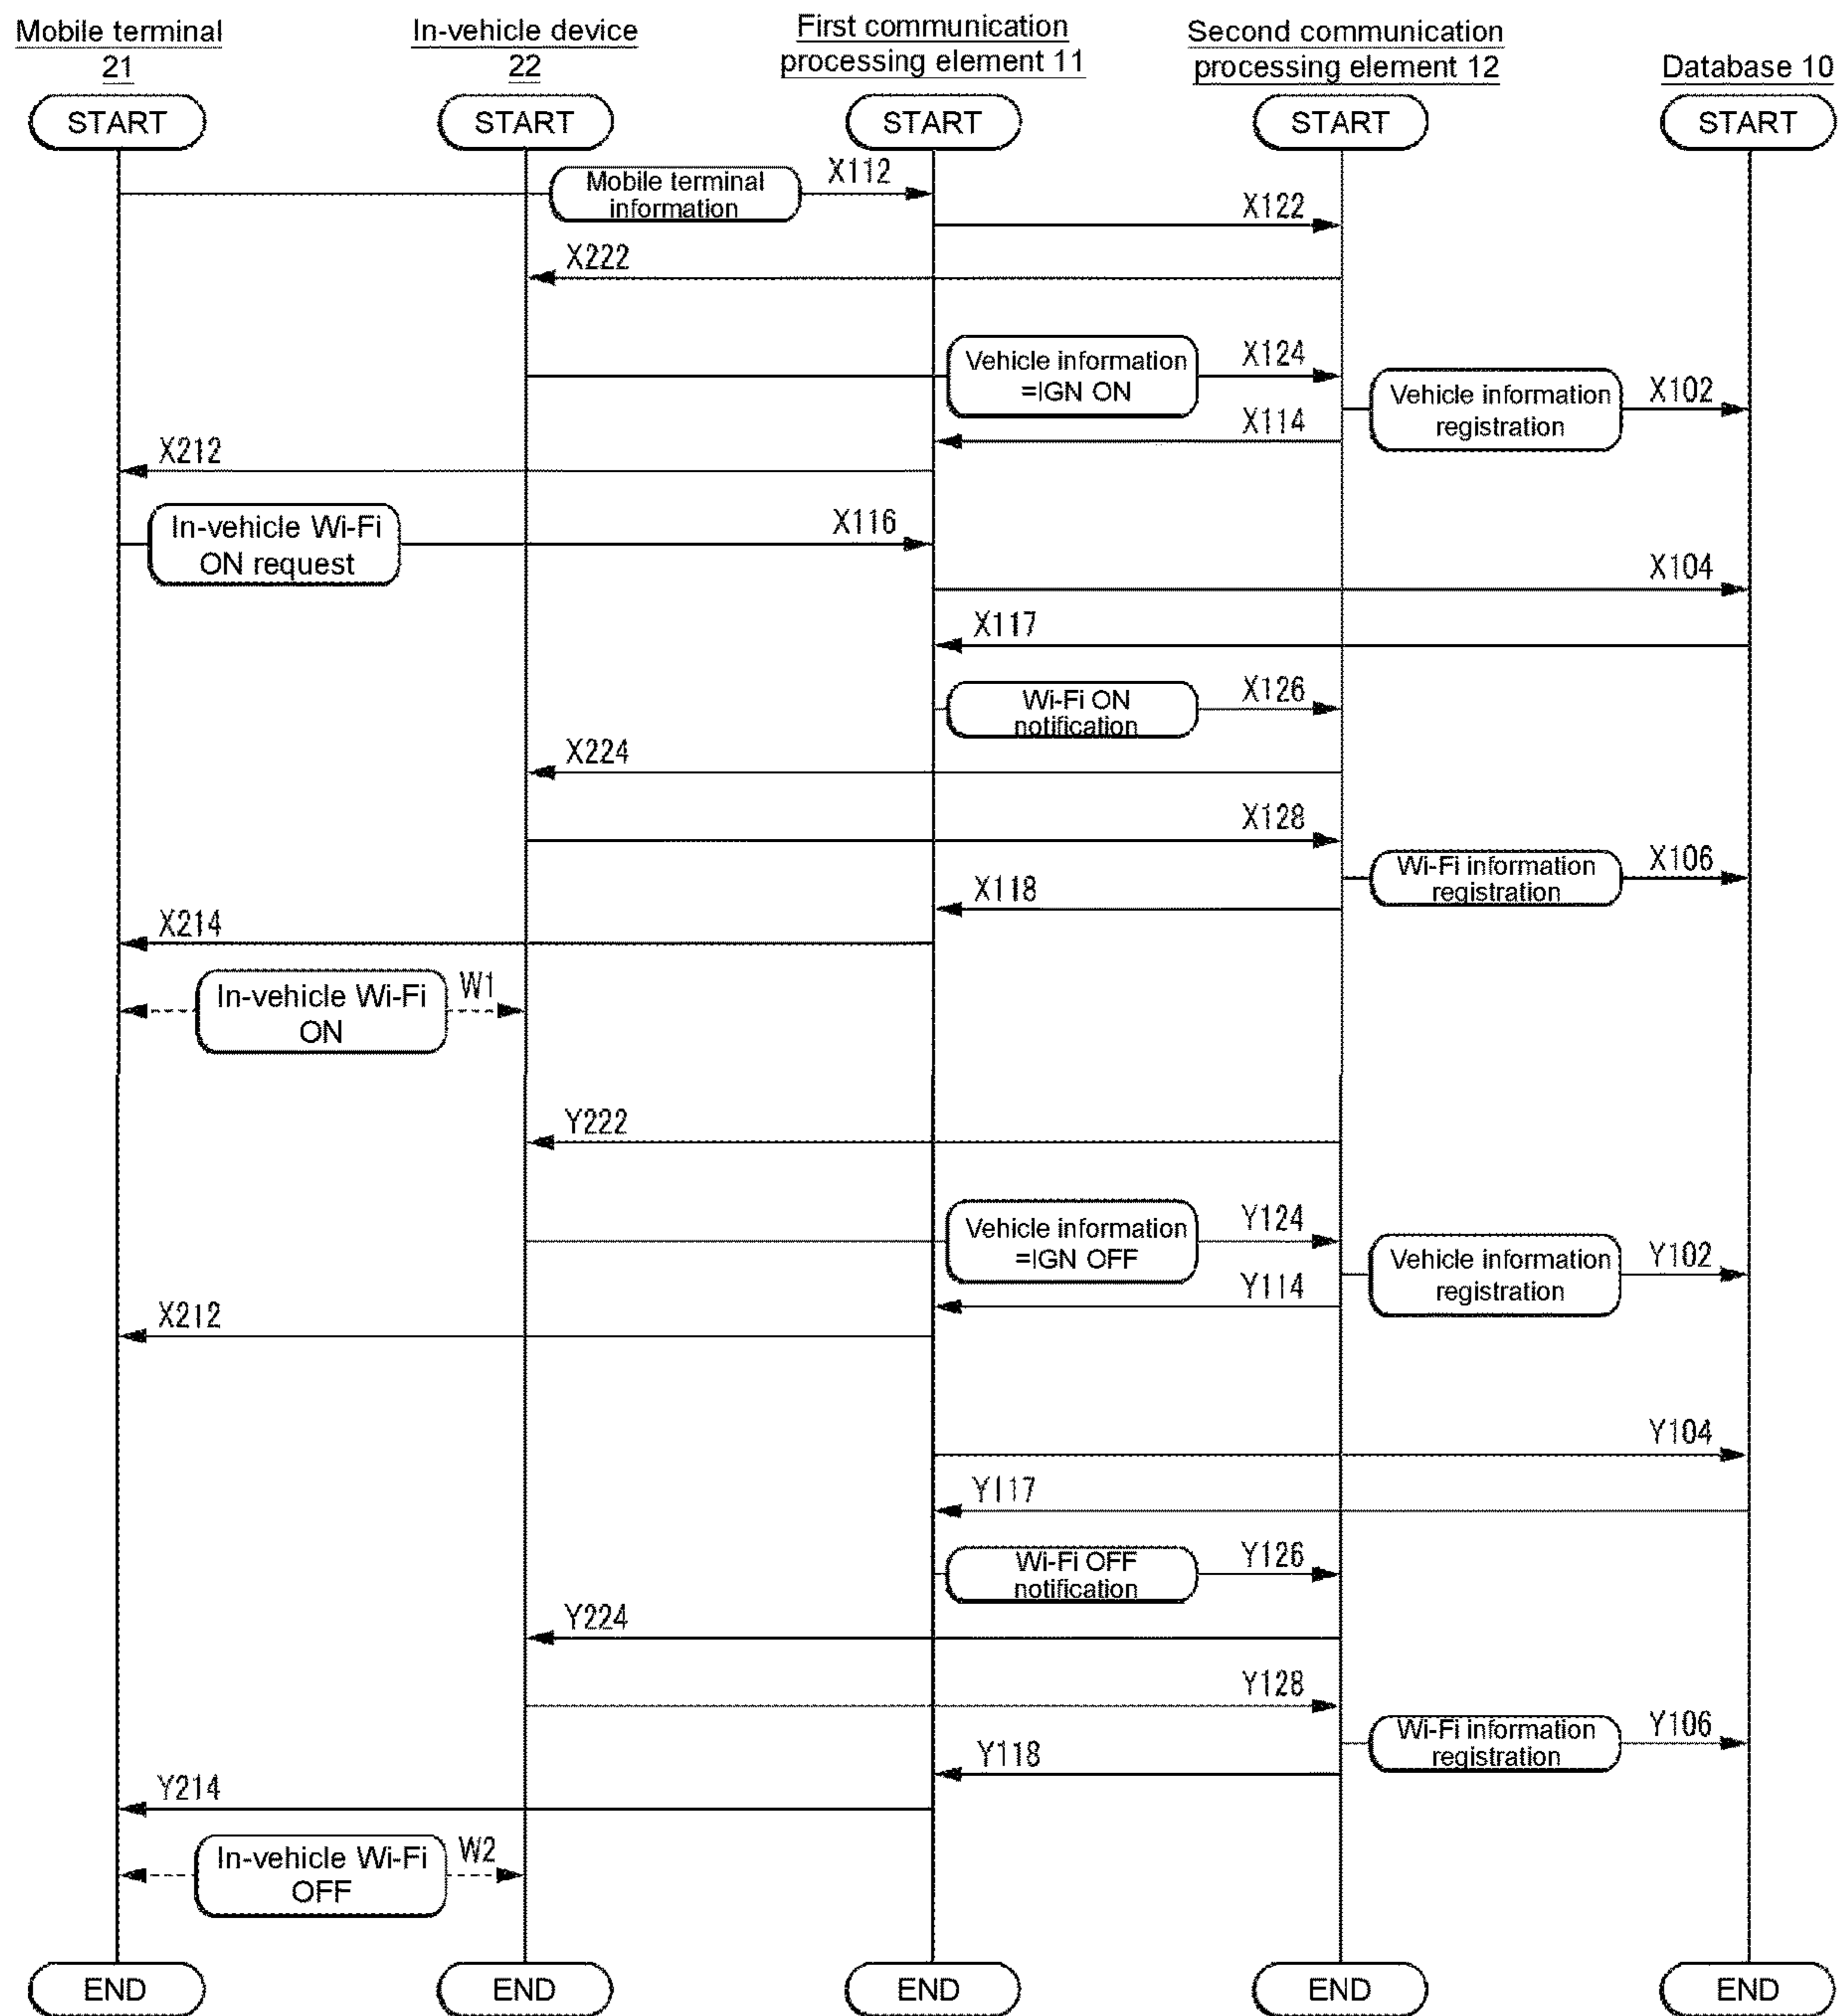 Mobile terminal
21
In-vehicle device
22
First communication
processing element 11
Second communication
processing element 12
Database 10
START
START
START
START
START
Mobile terminal
information
X112
X122
X222
Vehicle information
=IGN ON
X124
Vehicle information
registration
X102
X114
X212
In-vehicle Wi-Fi
ON request
X116
X104
X117
Wi-Fi ON
notification
X126
X224
X128
Wi-Fi information
registration
X106
X118
X214
In-vehicle Wi-Fi
ON
W1
Y222
Vehicle information
=IGN OFF
Y124
Vehicle information
registration
Y102
Y114
X212
Y104
Y117
Wi-Fi OFF
notification
Y126
Y224
Y128
Wi-Fi information
registration
Y106
Y118
Y214
In-vehicle Wi-Fi
OFF
W2
END
END
END
END
END